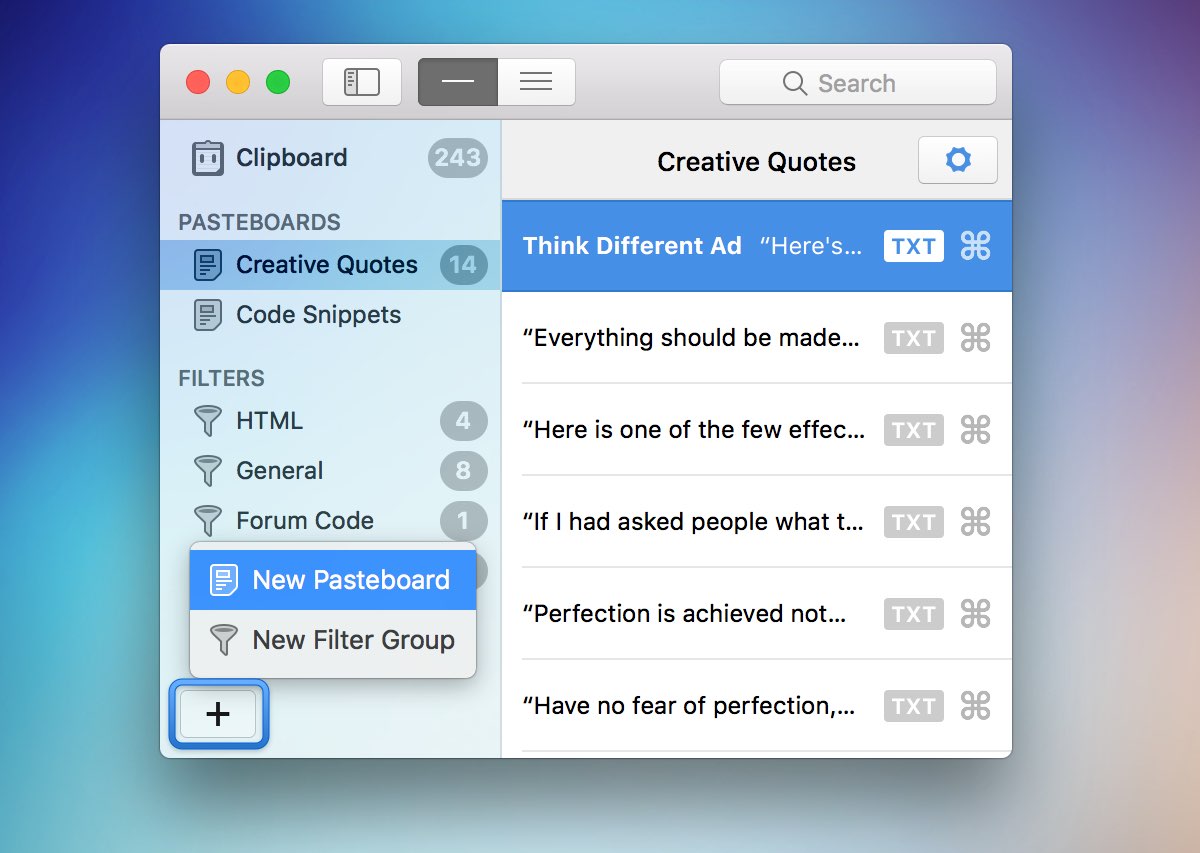 Search
Clipboard 243
PASTEBOARDS
Creative Quotes 14
Code Snippets
FILTERS
HTML 4
General 8
Forum Code 1
New Pasteboard
New Filter Group
+
Creative Quotes
Think Different Ad “Here's... TXT ⌘
“Everything should be made... TXT ⌘
“Here is one of the few effec... TXT ⌘
“If I had asked people what t... TXT ⌘
“Perfection is achieved not... TXT ⌘
“Have no fear of perfection,... TXT ⌘